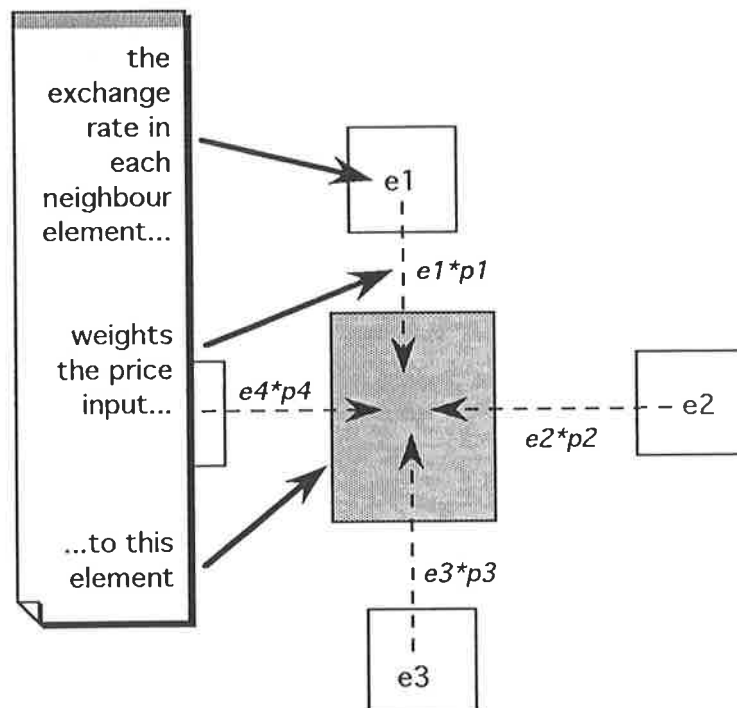 the
exchange
rate in
each
neighbour
element...
weights
the price
input...
...to this
element
e1
e1*p1
e4*p4
e2
e2*p2
e3*p3
e3